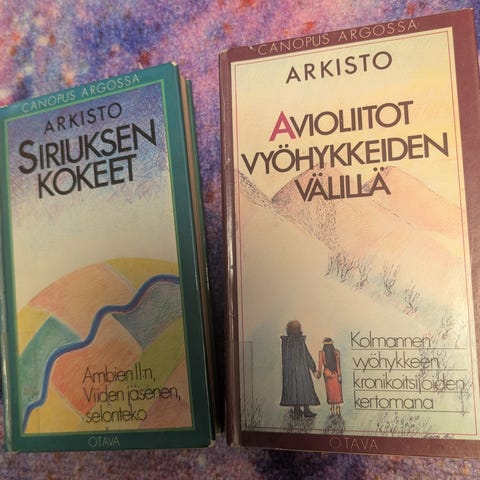 CANOPUS ARGOSSA
ARKISTO
SIRIUKSEN
KOKEET
Ambien II:n,
Viiden jäsenen,
selonteko
OTAVA
CANOPUS ARGOSSA
ARKISTO
AVIOLIITOT
VYÖHYKKEIDEN
VÄLILLÄ
Kolmannen
vyöhykkeen
kronikoitsijoiden
kertomana
OTAVA